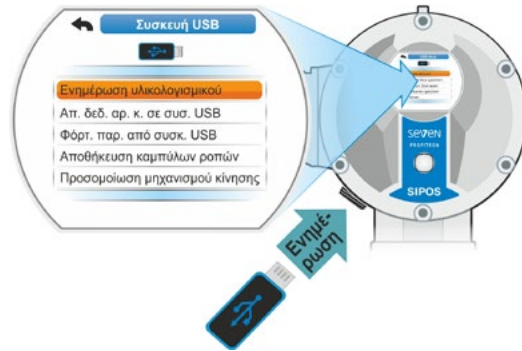 Συσκευή USB
Ενημέρωση υλικολογισμικού
Απ. δεδ. αρ. κ. σε συσ. USB
Φόρτ. παρ. από συσκ. USB
Αποθήκευση καμπύλων ροπών
Προσομοίωση μηχανισμού κίνησης
SEVEN
PROFITRON
SIPOS
Ενημέ-
ρωση